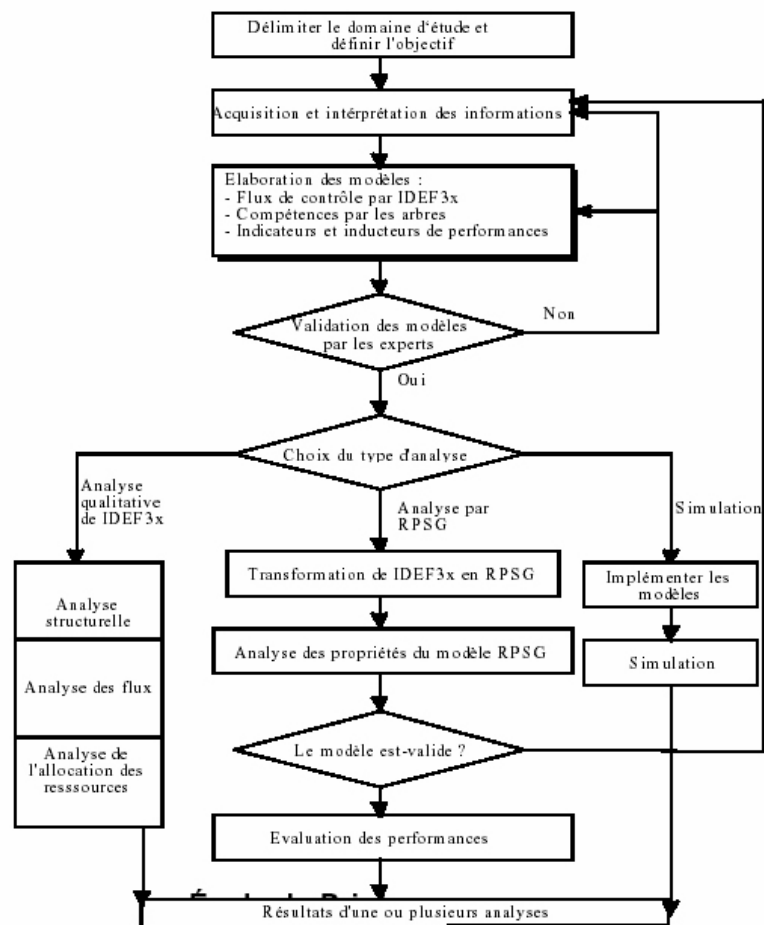 Délimiter le domaine d'étude et
définir l'objectif
Acquisition et intérprétation des informations
Elaboration des modèles :
- Flux de contrôle par IDEF3x
- Compétences par les arbres
- Indicateurs et inducteurs de performances
Validation des modèles
par les experts
Non
Oui
Choix du type d'analyse
Analyse
qualitative
de IDEF3x
Analyse par
RPSG
Simulation
Transformation de IDEF3x en RPSG
Implémenter les
modèles
Analyse
structurelle
Analyse des propriétés du modèle RPSG
Simulation
Analyse des flux
Le modèle est-valide ?
Analyse de
l'allocation des
resssources
Evaluation des performances
Résultats d'une ou plusieurs analyses